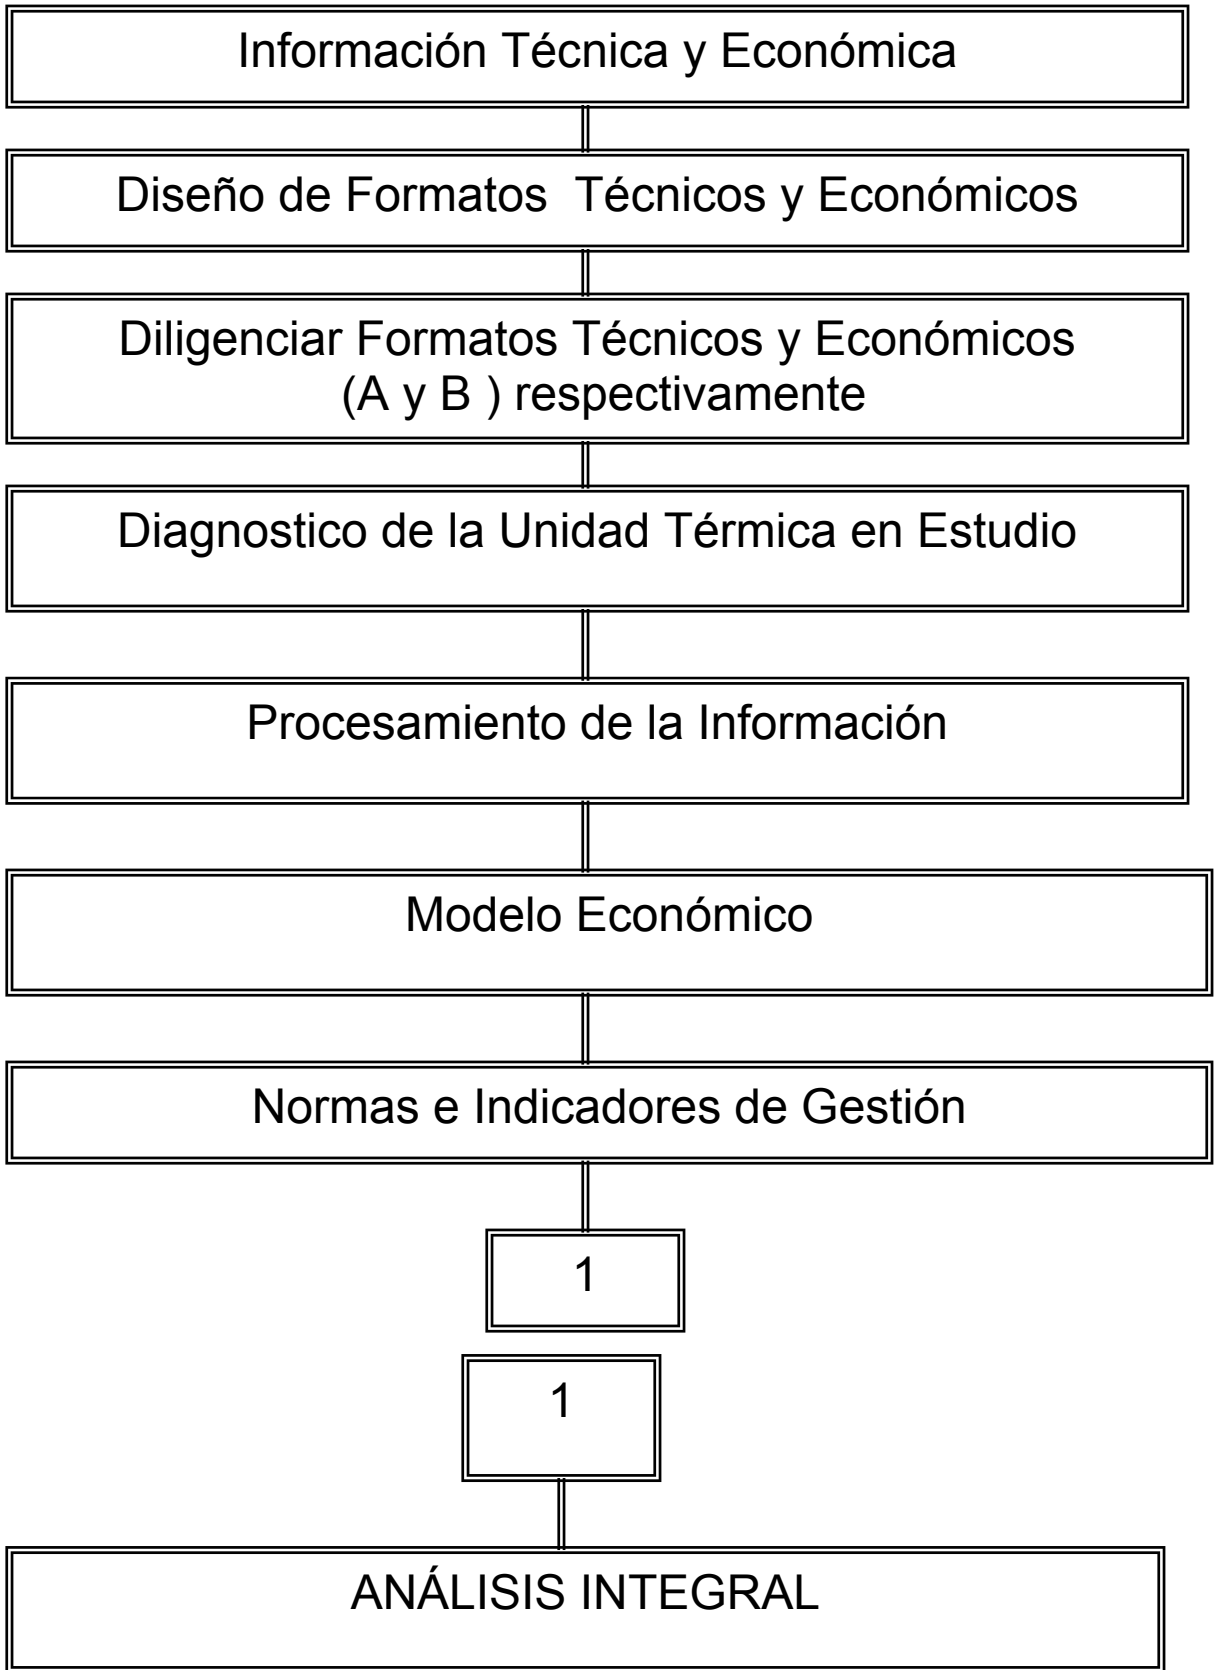 Información Técnica y Económica
Diseño de Formatos  Técnicos y Económicos
Diligenciar Formatos Técnicos y Económicos
(A y B ) respectivamente
Diagnostico de la Unidad Térmica en Estudio
Procesamiento de la Información
Modelo Económico
Normas e Indicadores de Gestión
1
1
ANÁLISIS INTEGRAL